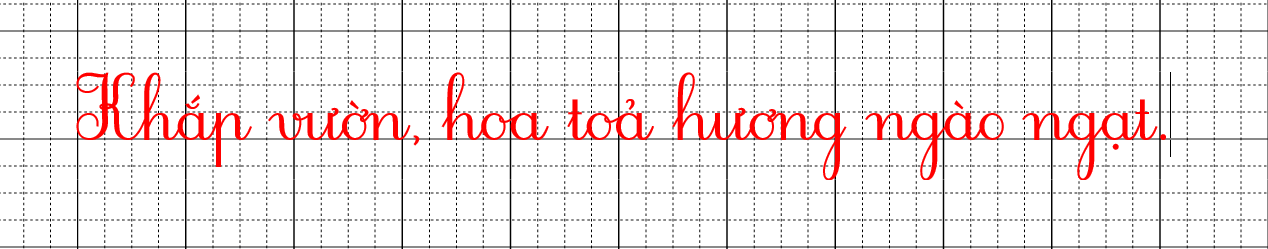 Khắp vườn, hoa toả hương ngào ngạt.